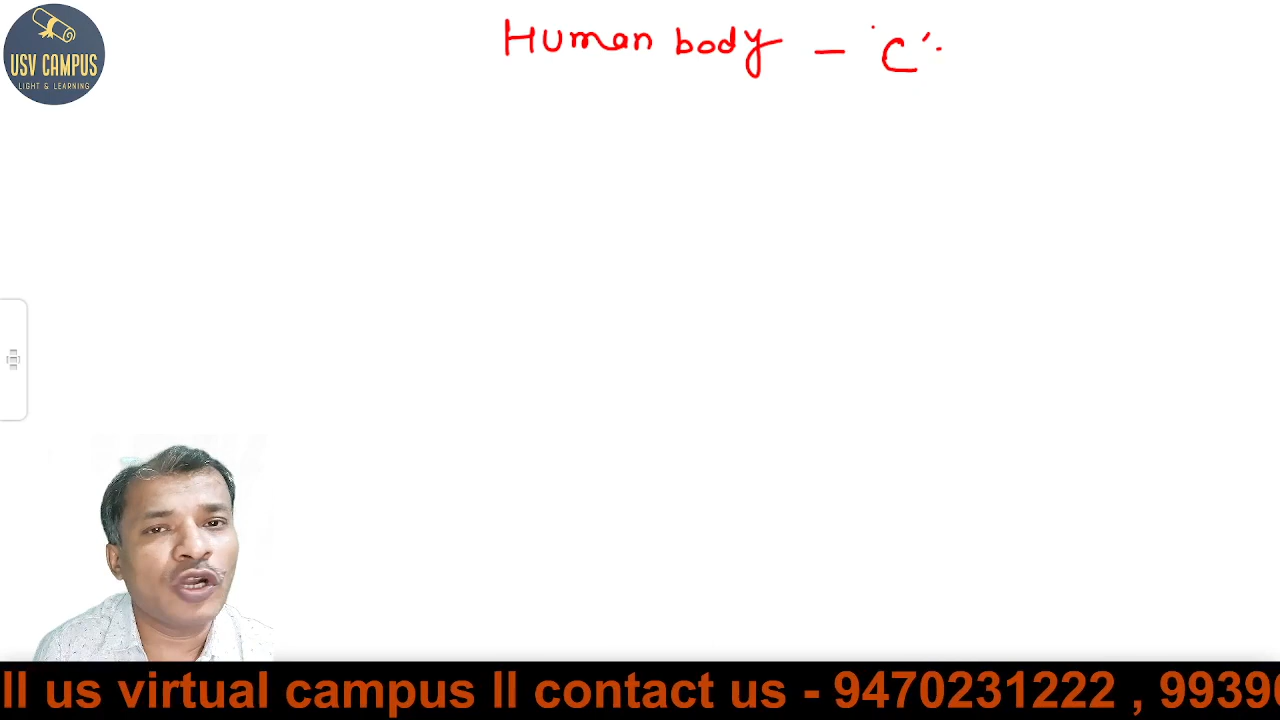 USV CAMPUS
LIGHT & LEARNING
Human body - 'C'
ll us virtual campus ll contact us - 9470231222 , 9939